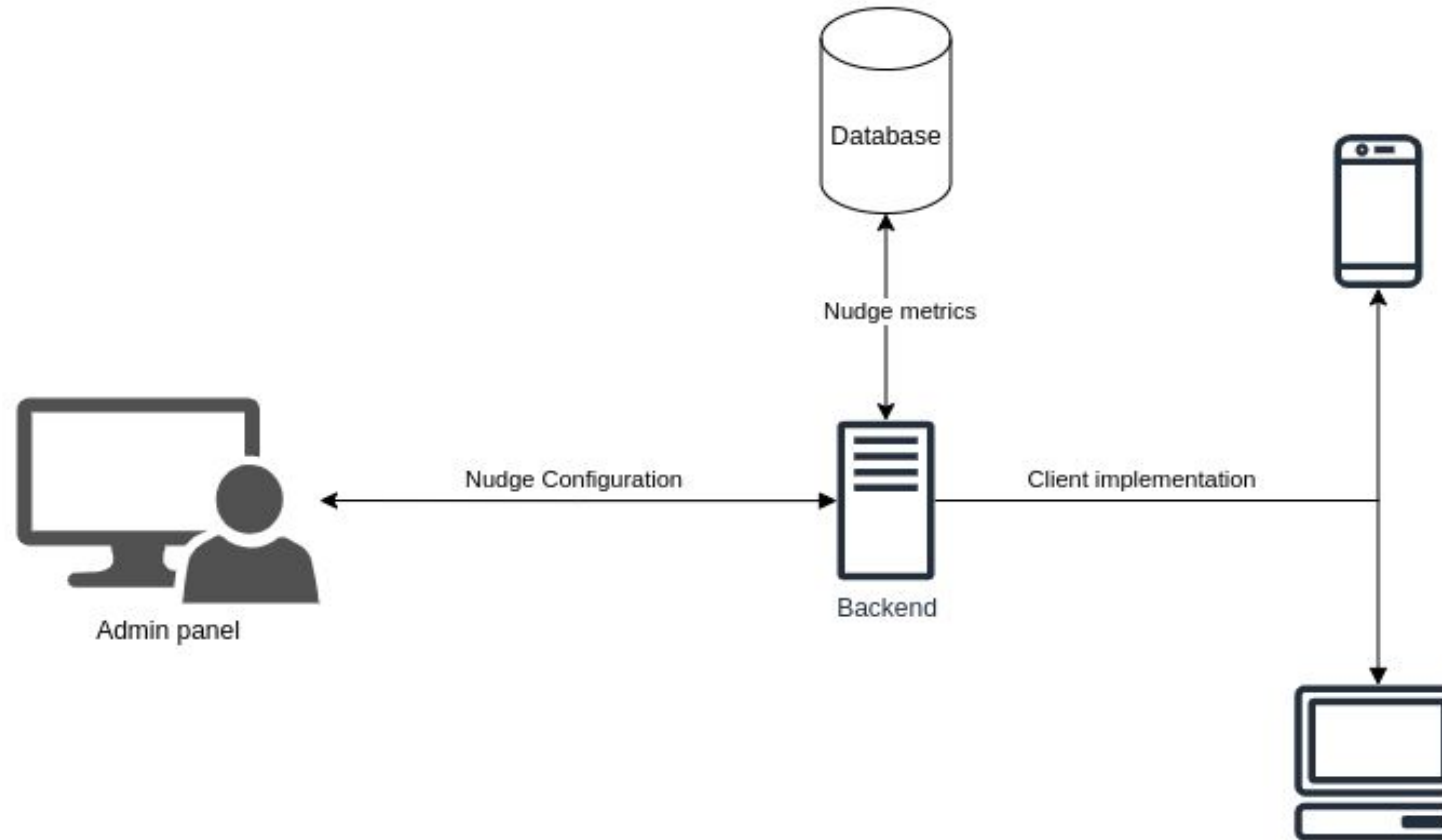 Database
Nudge metrics
Nudge Configuration
Client implementation
Backend
Admin panel